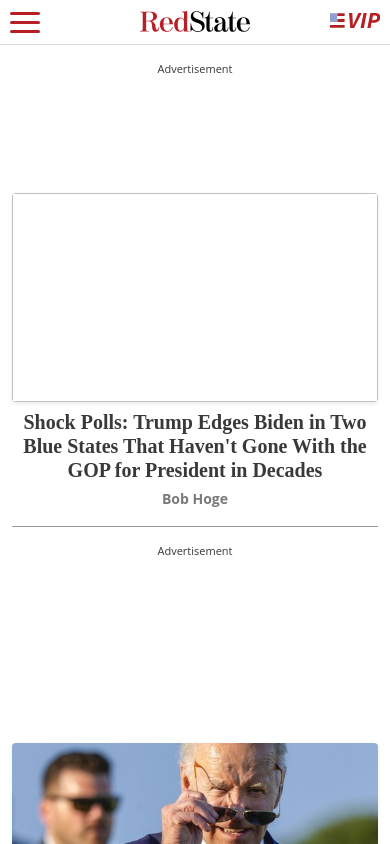 RedState
VIP
Advertisement
Shock Polls: Trump Edges Biden in Two
Blue States That Haven't Gone With the
GOP for President in Decades
Bob Hoge
Advertisement